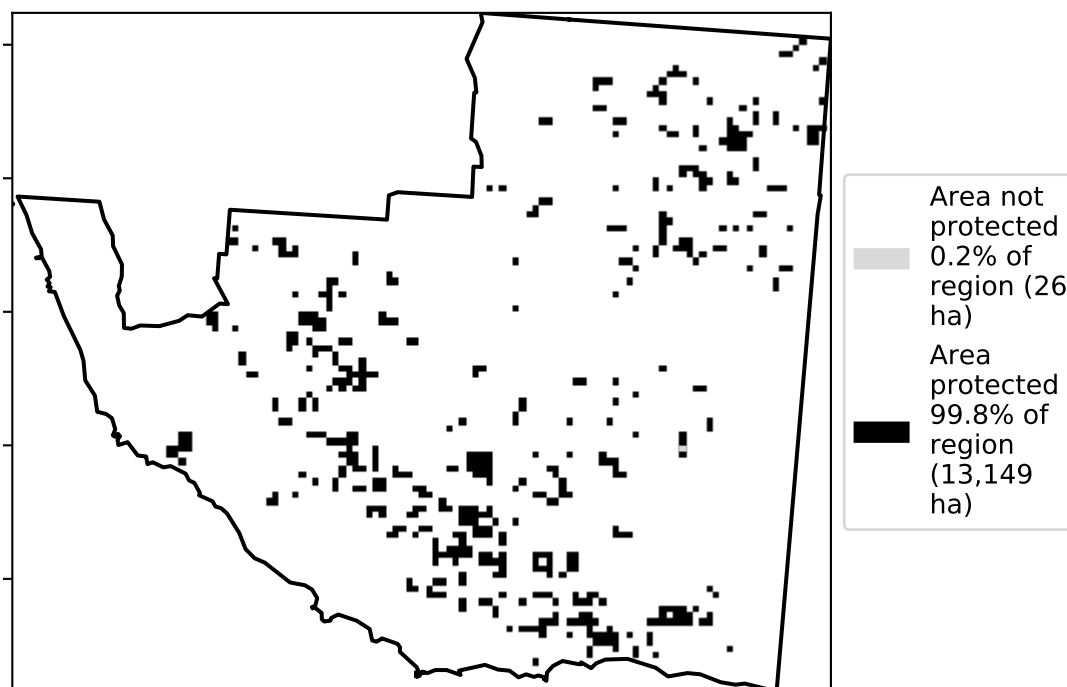 Area not
protected
0.2% of
region (26
ha)
Area
protected
99.8% of
region
(13,149
ha)